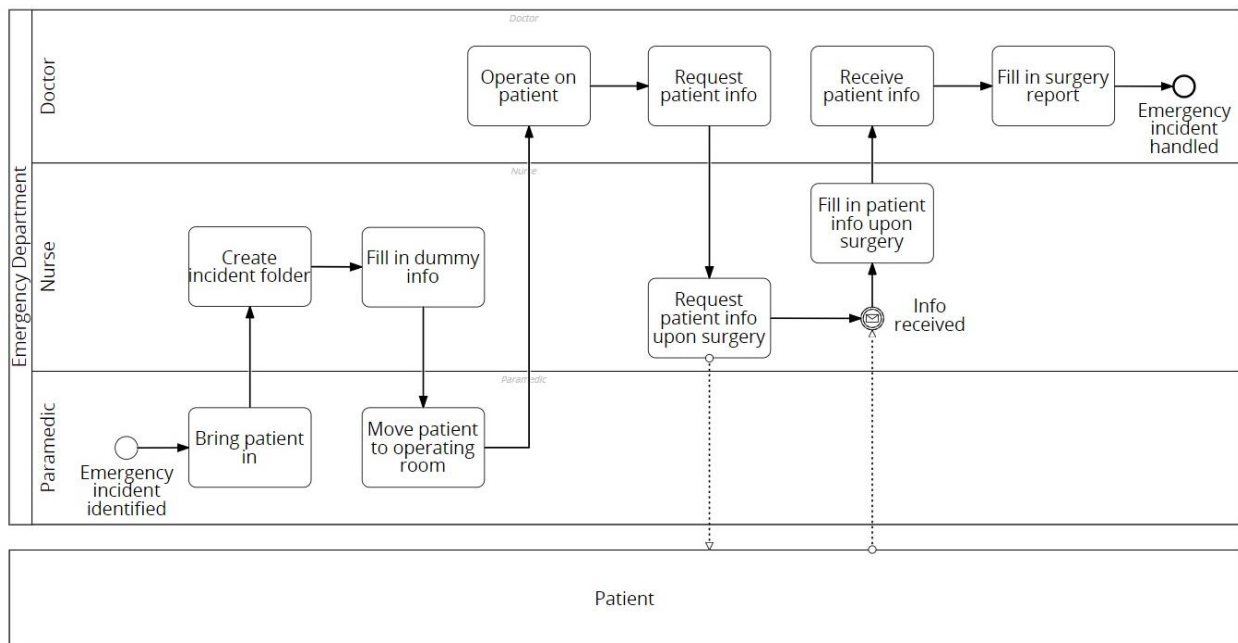 Emergency Department
Doctor
Doctor
Operate on
patient
Request
patient info
Receive
patient info
Fill in surgery
report
Emergency
incident
handled
Nurse
Nurse
Create
incident folder
Fill in dummy
info
Request
patient info
upon surgery
Info
received
Fill in patient
info upon
surgery
Paramedic
Paramedic
Emergency
incident
identified
Bring patient
in
Move patient
to operating
room
Patient